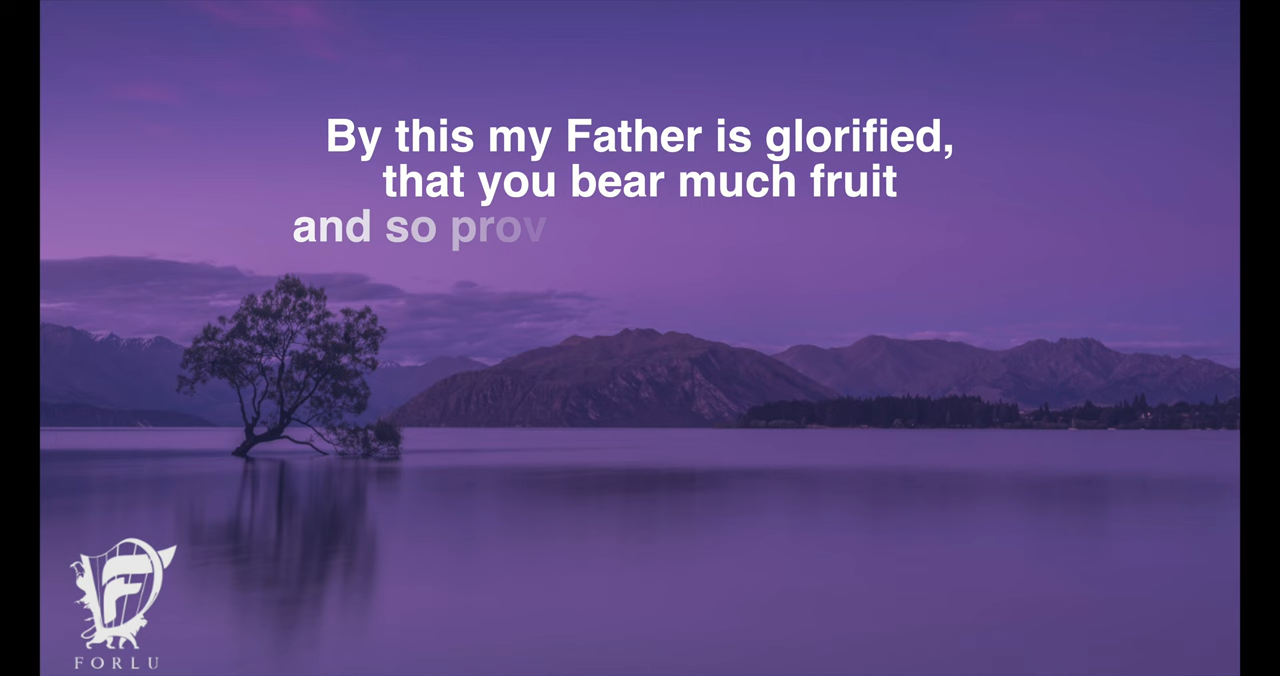 By this my Father is glorified,
that you bear much fruit
and so prov
FORLU